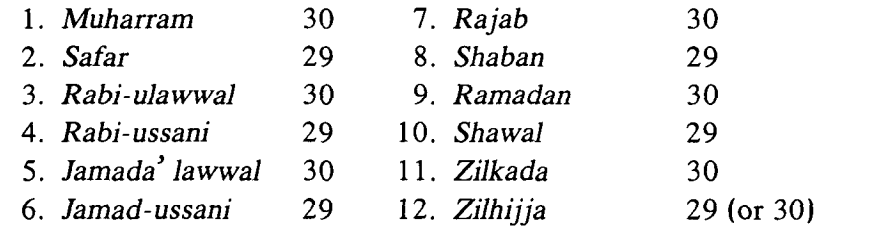 1. Muharram 30 7. Rajab 30
2. Safar 29 8. Shaban 29
3. Rabi-ulawwal 30 9. Ramadan 30
4. Rabi-ussani 29 10. Shawal 29
5. Jamada’ lawwal 30 11. Zilkada 30
6. Jamad-ussani 29 12. Zilhijja 29 (or 30)